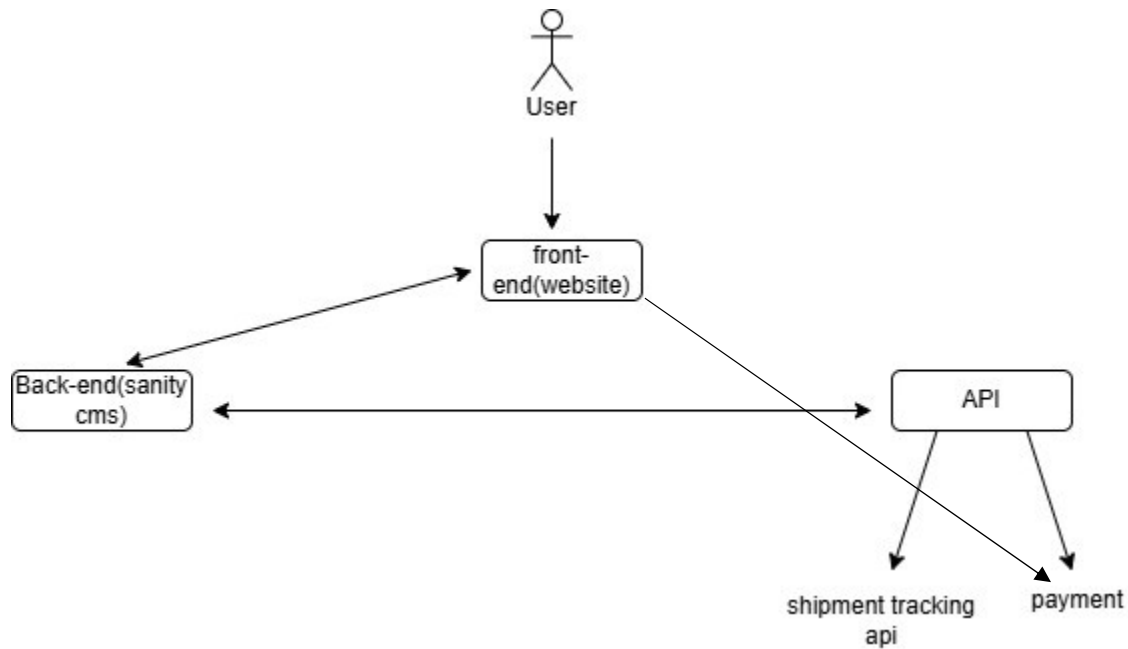 User
front-
end(website)
Back-end(sanity
cms)
API
shipment tracking
api
payment